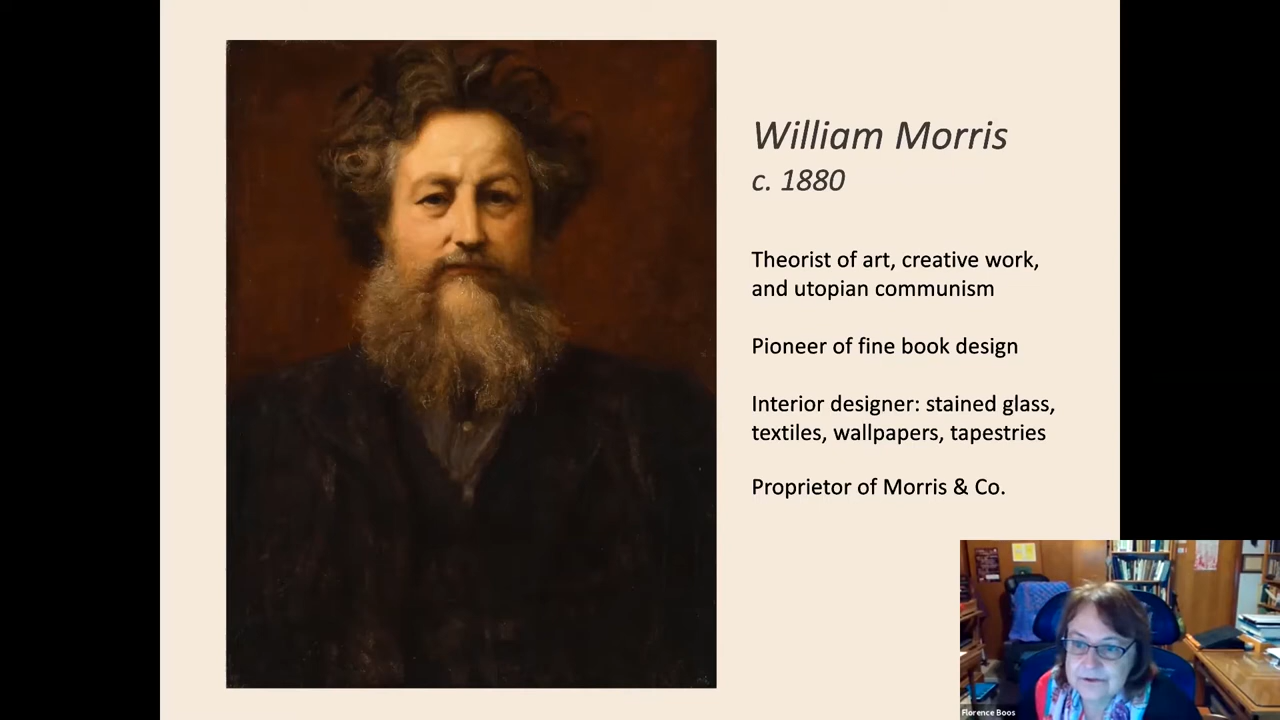 William Morris
c. 1880
Theorist of art, creative work,
and utopian communism
Pioneer of fine book design
Interior designer: stained glass,
textiles, wallpapers, tapestries
Proprietor of Morris & Co.
Florence Boos